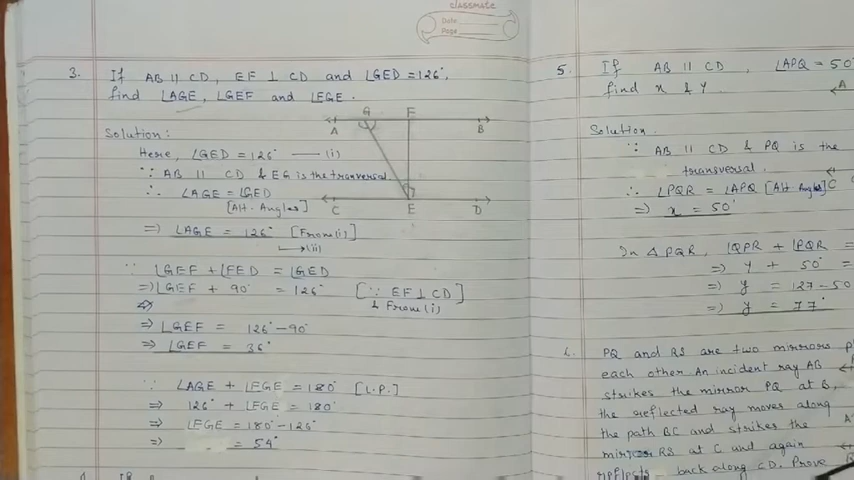 classmate
Date
Page
3. If AB || CD, EF ⊥ CD and ∠GED = 126°,
find ∠AGE, ∠GEF and ∠FGE.
G F
A B
C E D
Solution:
Here, ∠GED = 126° —— (i)
∵ AB || CD & EG is the tranversal
∴ ∠AGE = ∠GED
[Alt. Angles]
⇒ ∠AGE = 126° [From(i)]
(ii)
∵ ∠GEF + ∠FED = ∠GED
⇒ ∠GEF + 90° = 126° [∵ EF ⊥ CD]
& From(i)
⇒
⇒ ∠GEF = 126° - 90°
⇒ ∠GEF = 36°
∵ ∠AGE + ∠FGE = 180° [L.P.]
⇒ 126° + ∠FGE = 180°
⇒ ∠FGE = 180° - 126°
⇒ = 54°
5. If AB || CD, ∠APQ = 50°
find x & y.
A
Solution.
∵ AB || CD & PQ is the
transversal.
∴ ∠PQR = ∠APQ [Alt. Angles]
C
⇒ x = 50°
In △ PQR, ∠QPR + ∠PQR =
⇒ y + 50° =
⇒ y = 127 - 50
⇒ y = 77°
6. PQ and RS are two mirrors
each other. An incident ray AB
strikes the mirror PQ at B,
the reflected ray moves along
the path BC and strikes the
mirror RS at C and again
reflects back along CD. Prove